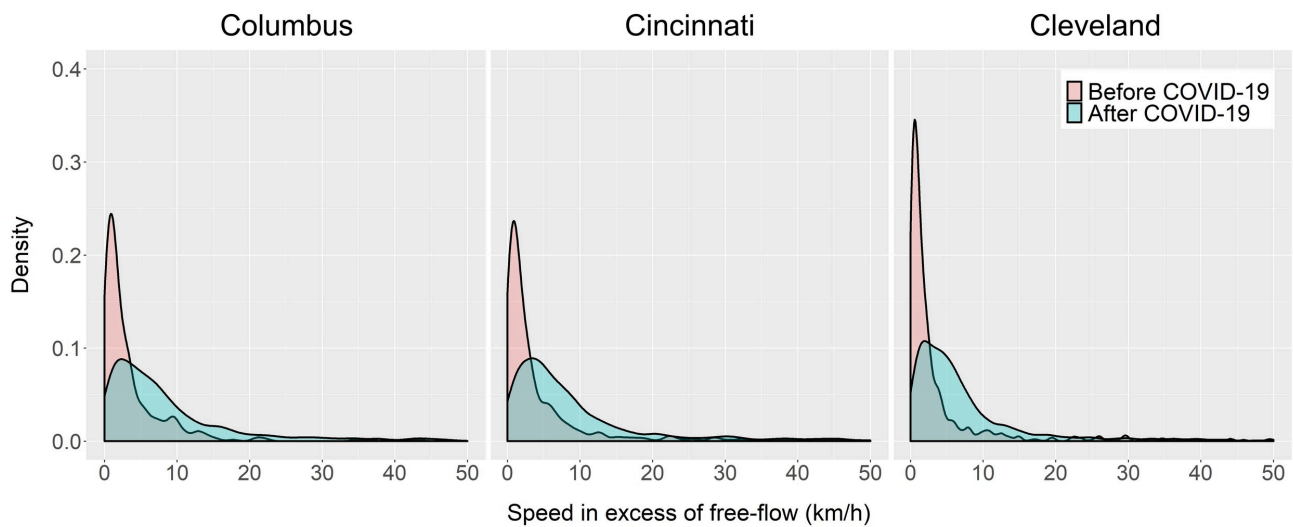 Columbus
Cincinnati
Cleveland
Before COVID-19
After COVID-19
Density
0.4
0.3
0.2
0.1
0.0
0 10 20 30 40 50
0 10 20 30 40 50
0 10 20 30 40 50
Speed in excess of free-flow (km/h)